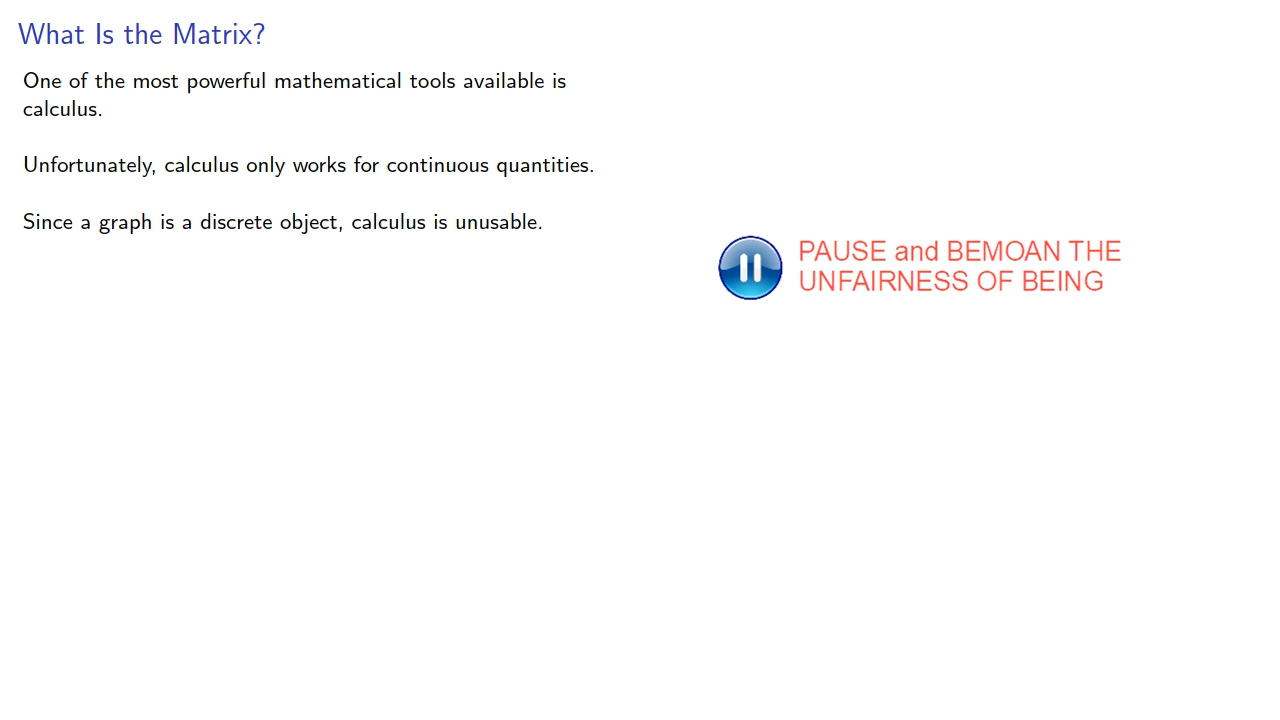 What Is the Matrix?
One of the most powerful mathematical tools available is
calculus.
Unfortunately, calculus only works for continuous quantities.
Since a graph is a discrete object, calculus is unusable.
PAUSE and BEMOAN THE
UNFAIRNESS OF BEING